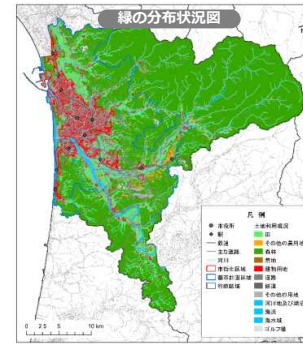 緑の分布状況図
凡 例
市役所
駅
鉄道
主な道路
河川
市街化区域
都市計画区域
行政区域
土地利用現況
田
その他の農用地
森林
荒地
建物用地
道路
鉄道
その他の用地
河川地及び湖沼
海浜
海水域
ゴルフ場
0 2.5 5 10 km